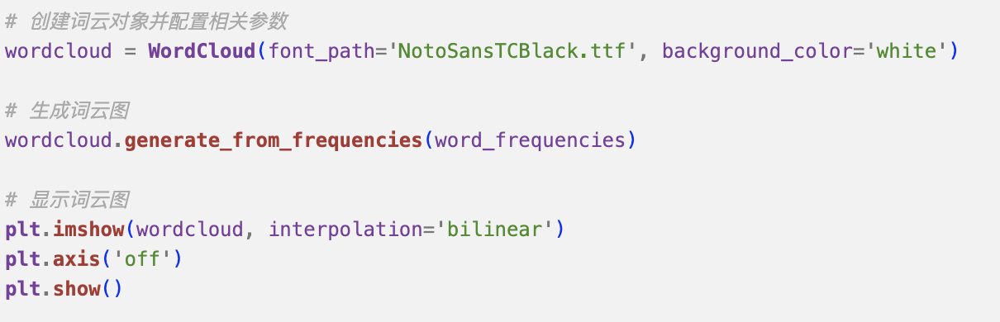 # 创建词云对象并配置相关参数
wordcloud = WordCloud(font_path='NotoSansTCBlack.ttf', background_color='white')
# 生成词云图
wordcloud.generate_from_frequencies(word_frequencies)
# 显示词云图
plt.imshow(wordcloud, interpolation='bilinear')
plt.axis('off')
plt.show()